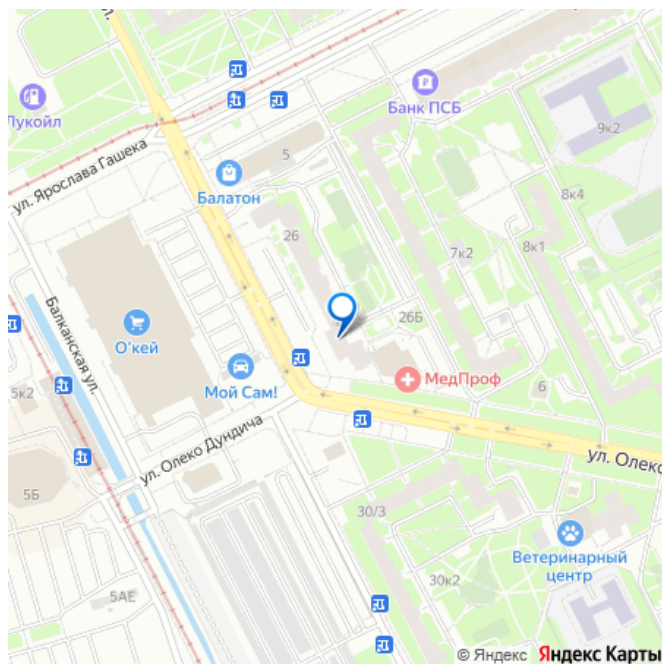 Лукойл
Банк ПСБ
9к2
ул. Ярослава Гашека
5
Балатон
8к4
26
7к2
8к1
Балканская ул.
О'кей
26Б
5к2
Мой Сам!
МедПроф
6
ул. Олеко Дундича
ул. Олеко
5Б
30/3
Ветеринарный
центр
30к2
5АЕ
© Яндекс Яндекс Карты